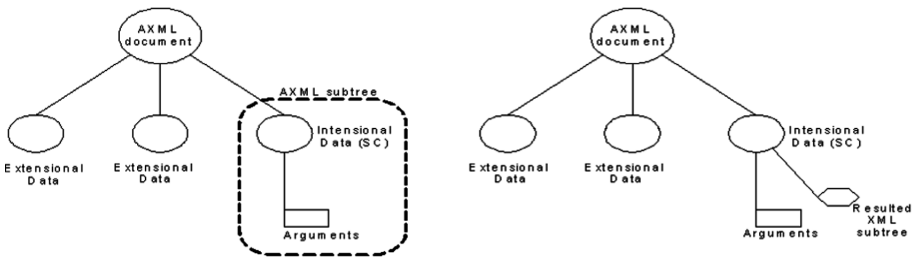 AXML
document
AXML subtree
Intensional
Data (SC)
Extensional
Data
Extensional
Data
Arguments
AXML
document
Intensional
Data (SC)
Extensional
Data
Extensional
Data
Resulted
XML
subtree
Arguments